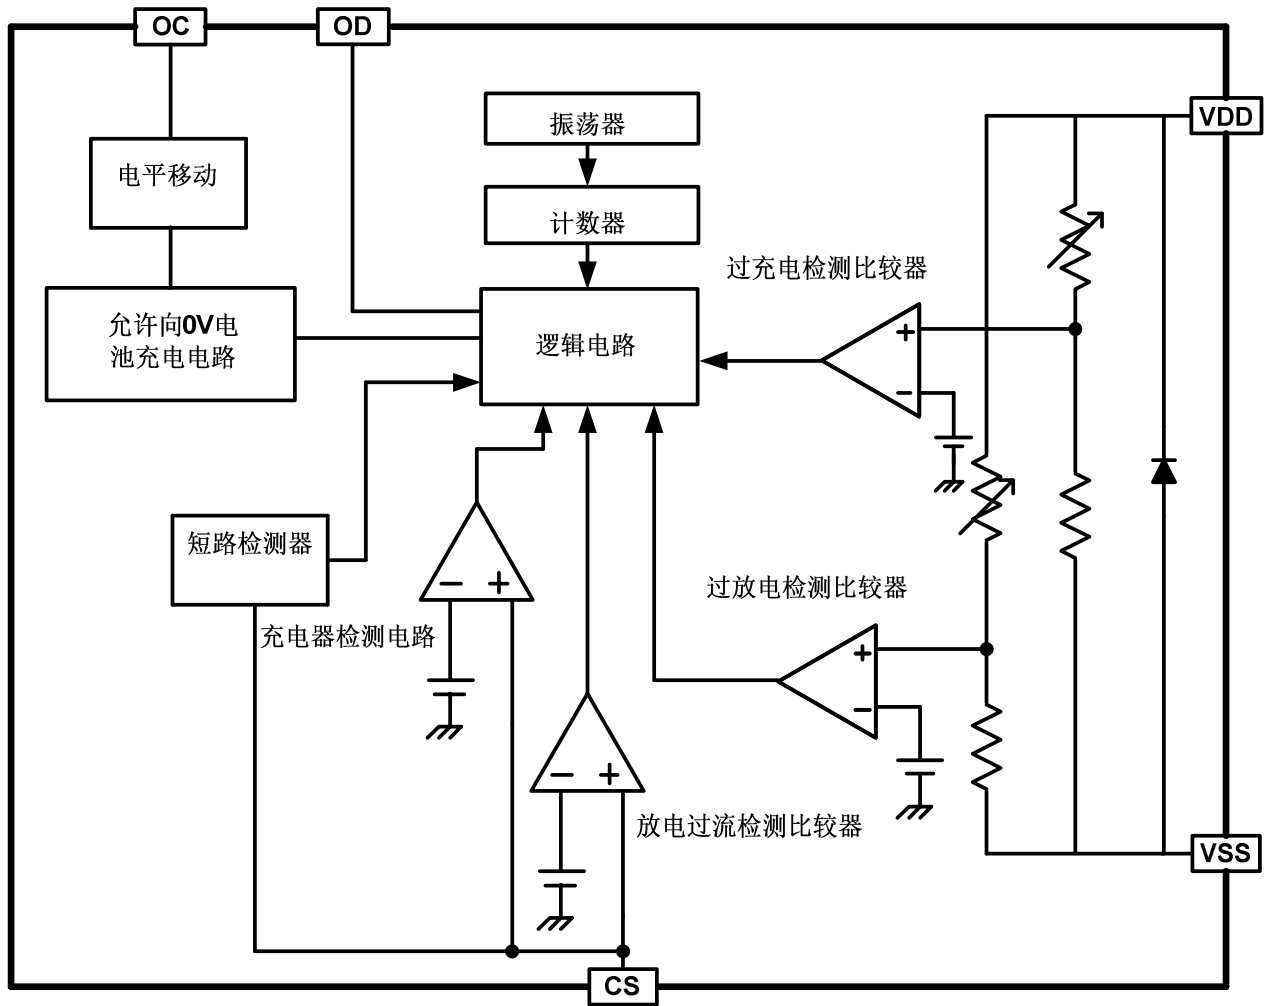 OC
OD
VDD
振荡器
电平移动
计数器
过充电检测比较器
允许向0V电
池充电电路
逻辑电路
+
−
短路检测器
− +
过放电检测比较器
充电器检测电路
+
−
− +
放电过流检测比较器
VSS
CS